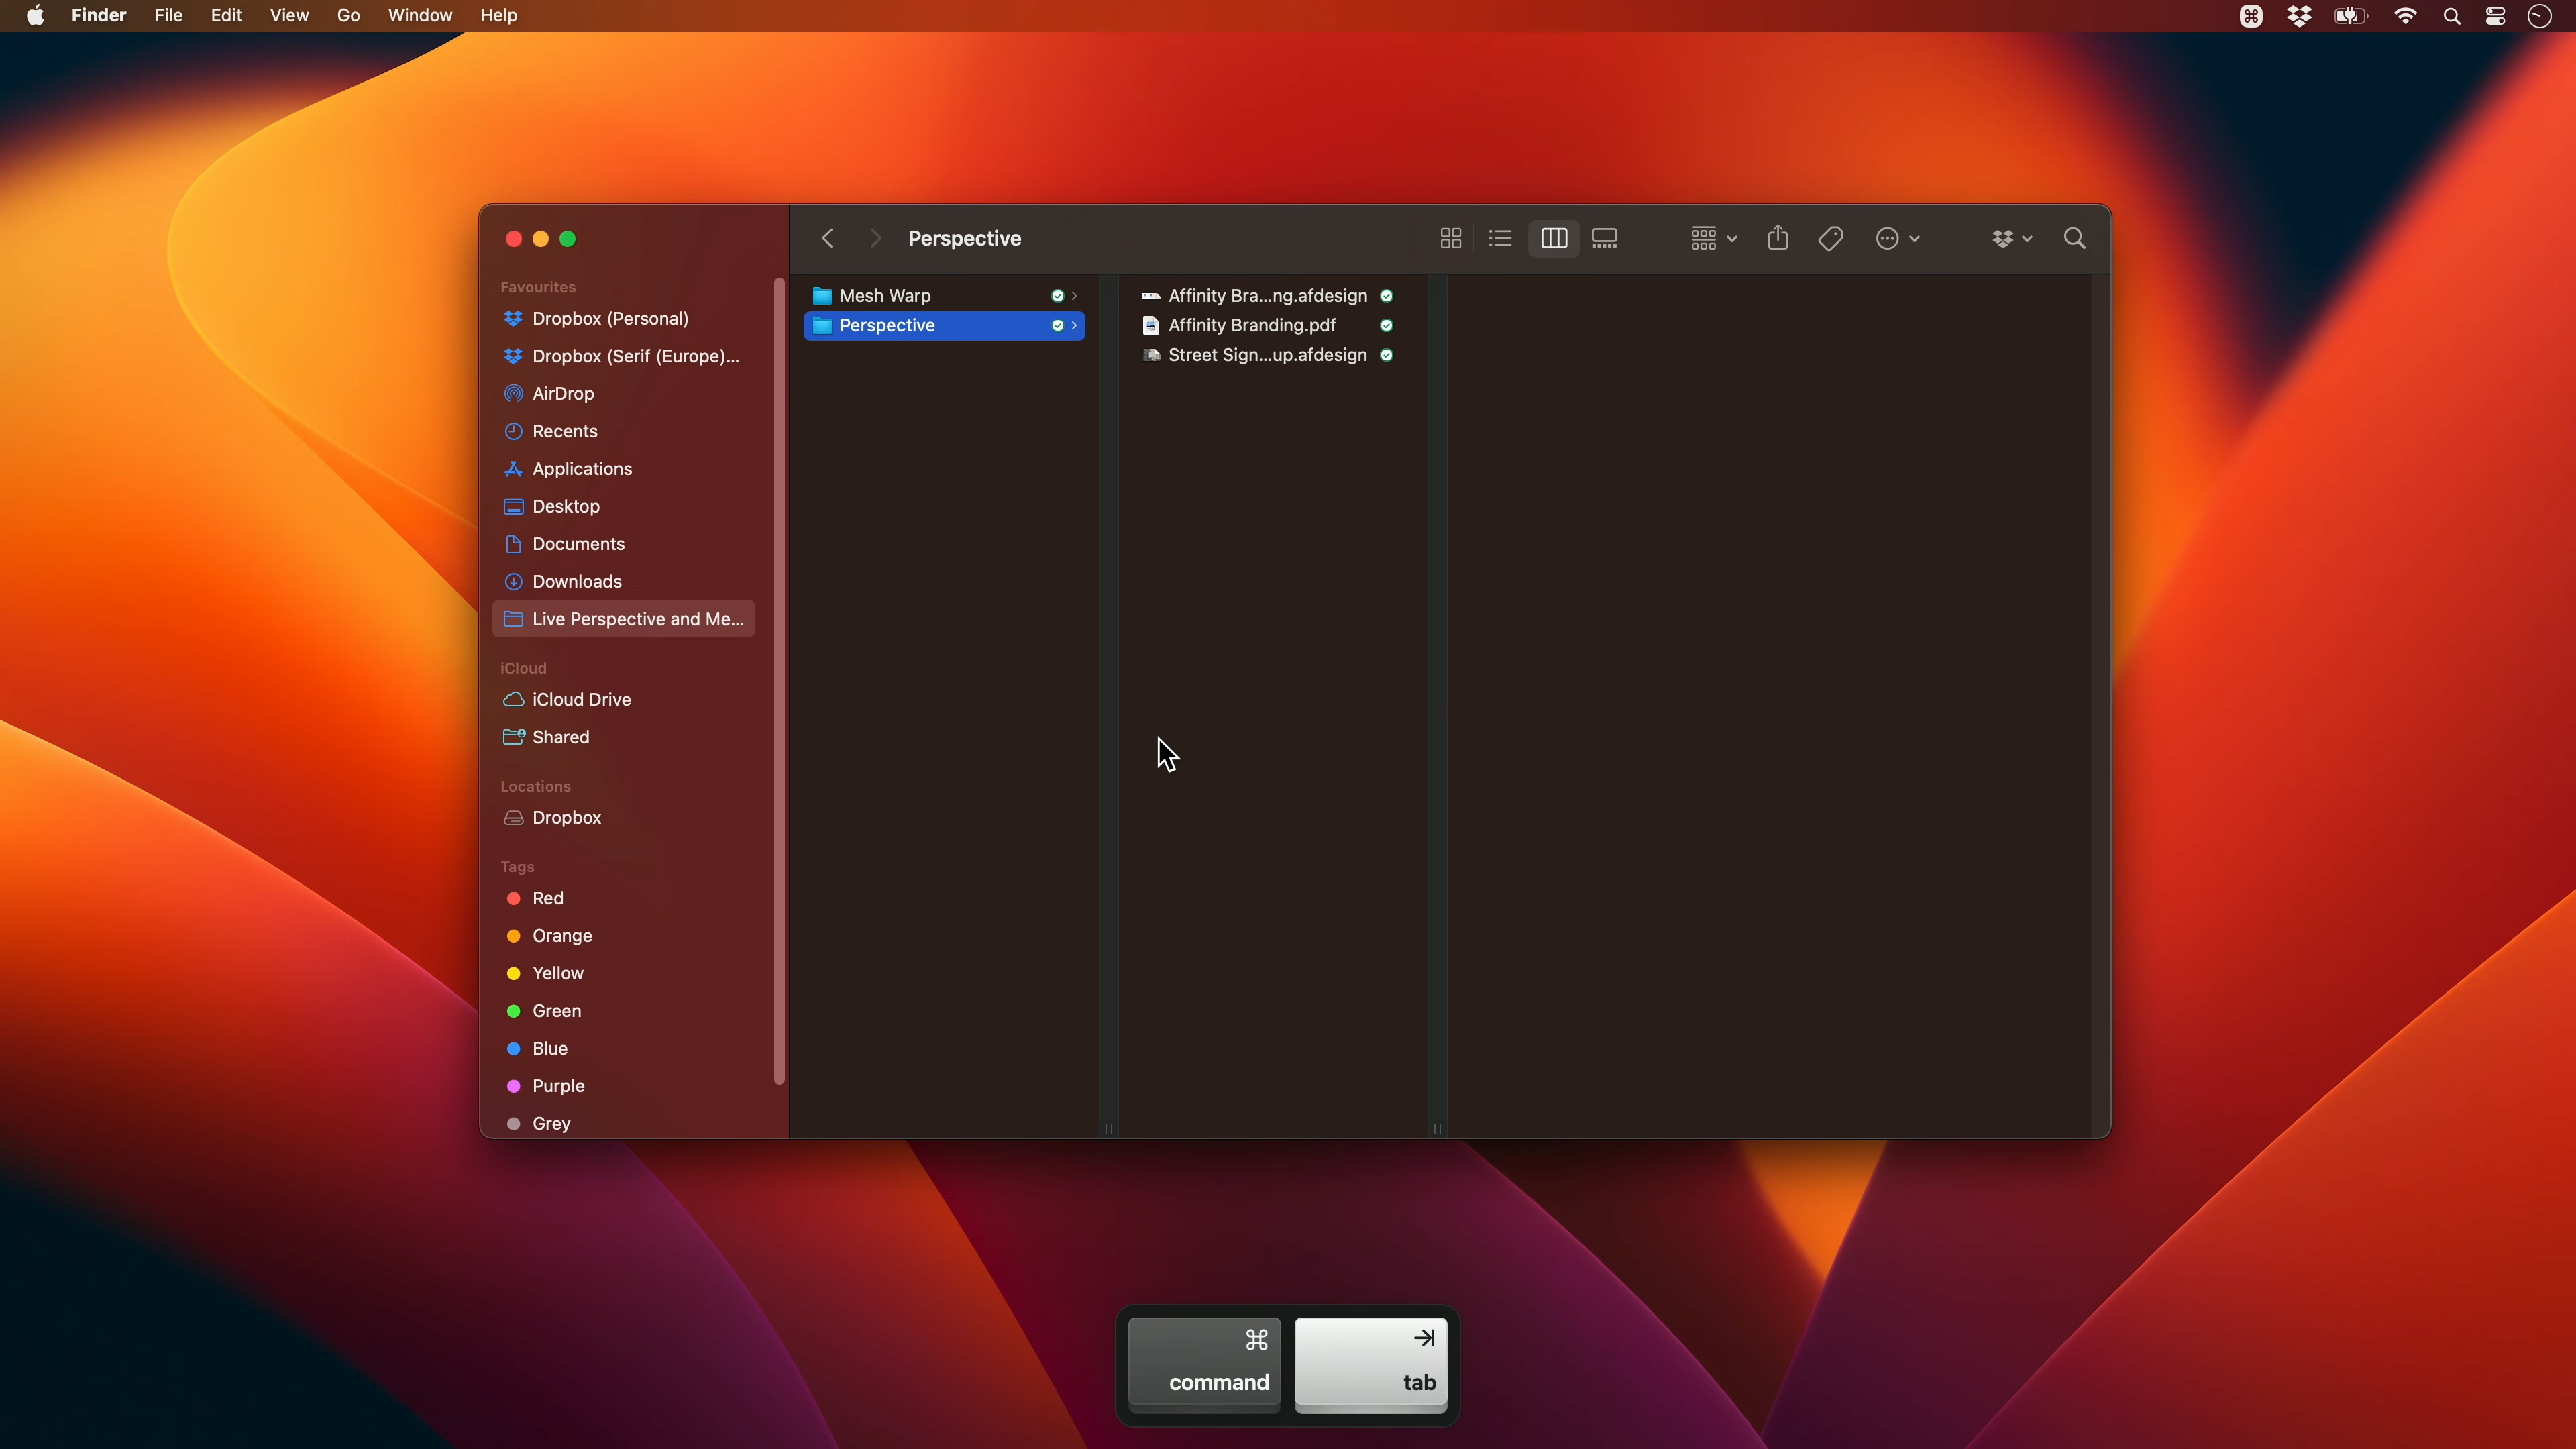 Finder File Edit View Go Window Help
Perspective
Favourites
Dropbox (Personal)
Dropbox (Serif (Europe)...
AirDrop
Recents
Applications
Desktop
Documents
Downloads
Live Perspective and Me...
iCloud
iCloud Drive
Shared
Locations
Dropbox
Tags
Red
Orange
Yellow
Green
Blue
Purple
Grey
Mesh Warp
Perspective
Affinity Bra...ng.afdesign
Affinity Branding.pdf
Street Sign...up.afdesign
⌘
command
tab